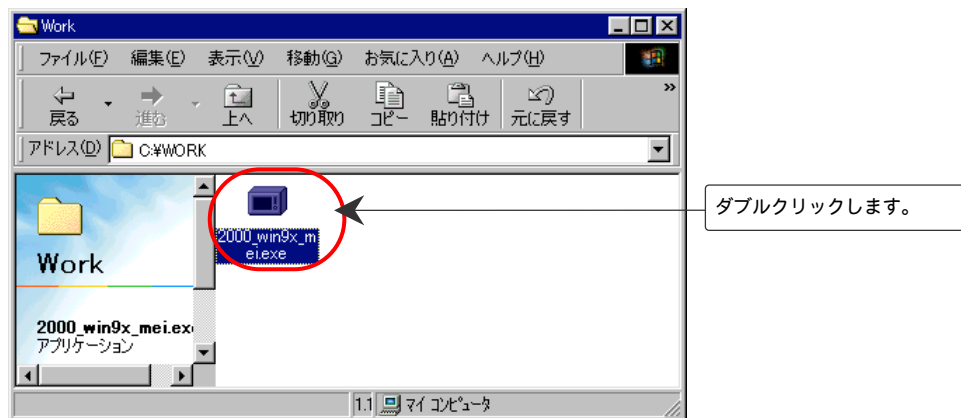 Work
ファイル(F) 編集(E) 表示(V) 移動(G) お気に入り(A) ヘルプ(H)
戻る 進む 上へ 切り取り コピー 貼り付け 元に戻す »
アドレス(D) C:¥WORK
2000_win9x_m
ei.exe
ダブルクリックします。
Work
2000_win9x_mei.ex
アプリケーション
1.1 マイ コンピュータ